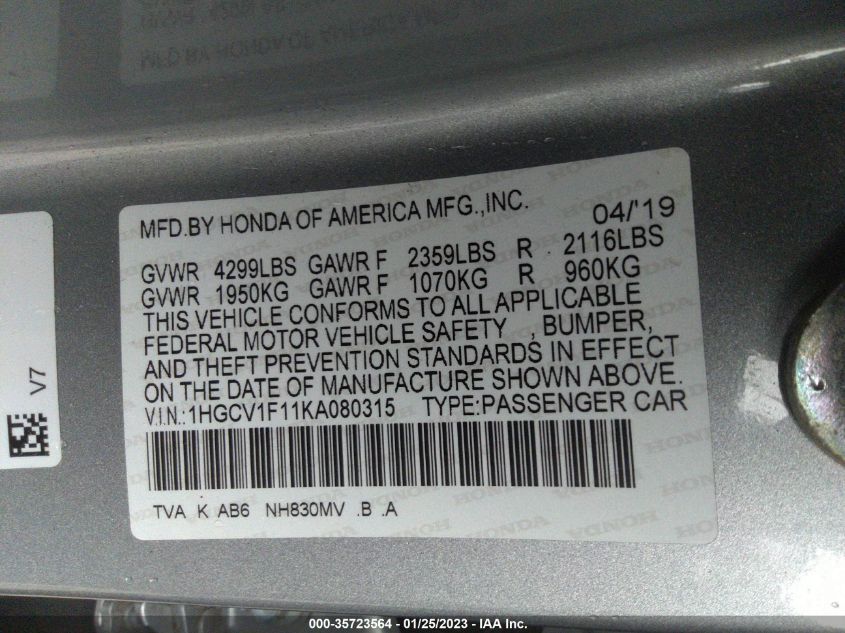 MFD.BY HONDA OF AMERICA MFG.,INC. 04/'19
GVWR 4299LBS GAWR F 2359LBS R 2116LBS
GVWR 1950KG GAWR F 1070KG R 960KG
THIS VEHICLE CONFORMS TO ALL APPLICABLE
FEDERAL MOTOR VEHICLE SAFETY , BUMPER,
AND THEFT PREVENTION STANDARDS IN EFFECT
ON THE DATE OF MANUFACTURE SHOWN ABOVE.
V.I.N.:1HGCV1F11KA080315 TYPE:PASSENGER CAR
TVA K AB6 NH830MV .B .A
V7
000-35723564 / 01/25/2023 / IAA Inc.